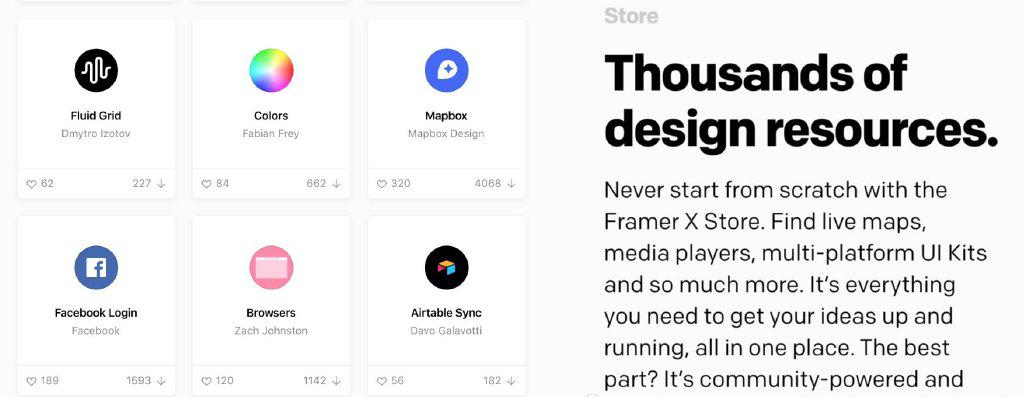 Fluid Grid
Dmytro Izotov
62 227
Colors
Fabian Frey
84 662
Mapbox
Mapbox Design
320 4068
Facebook Login
Facebook
189 1593
Browsers
Zach Johnston
120 1142
Airtable Sync
Davo Galavotti
56 182
Store
Thousands of
design resources.
Never start from scratch with the
Framer X Store. Find live maps,
media players, multi-platform UI Kits
and so much more. It's everything
you need to get your ideas up and
running, all in one place. The best
part? It's community-powered and